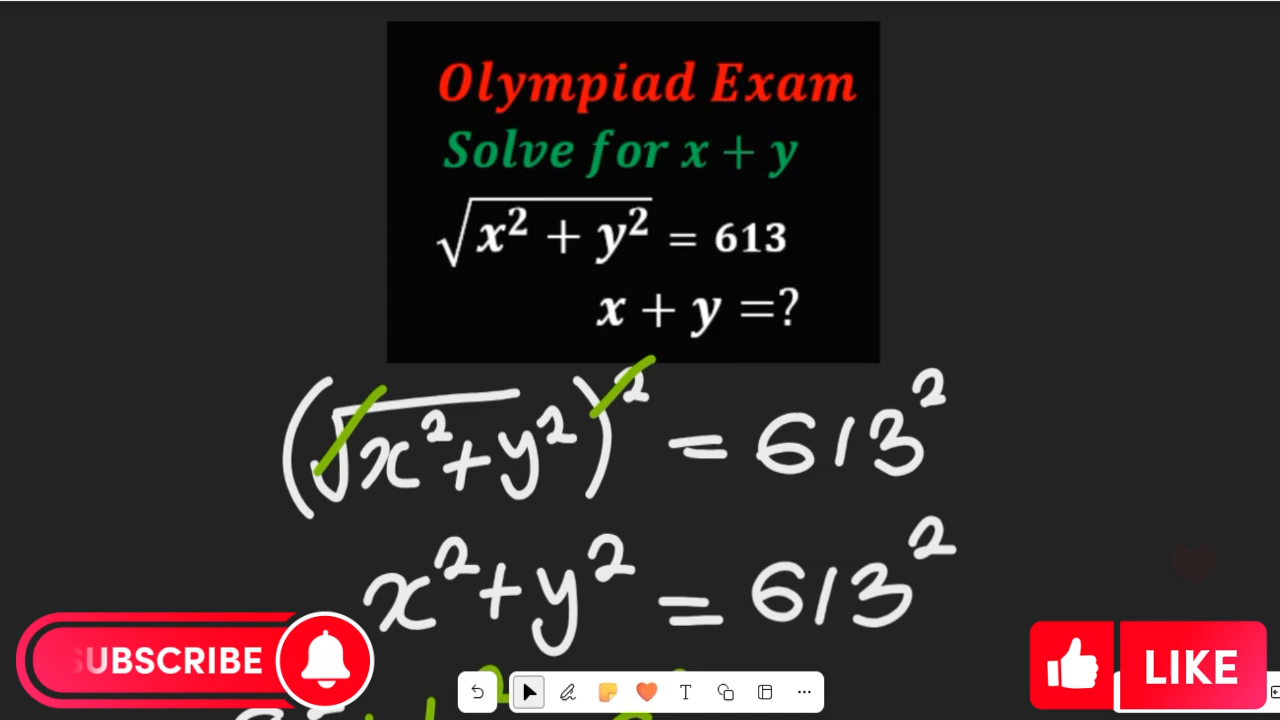 Olympiad Exam
Solve for x + y
√x² + y² = 613
x + y =?
(√x²+y²)² = 613²
x²+y² = 613²
SUBSCRIBE
LIKE
T